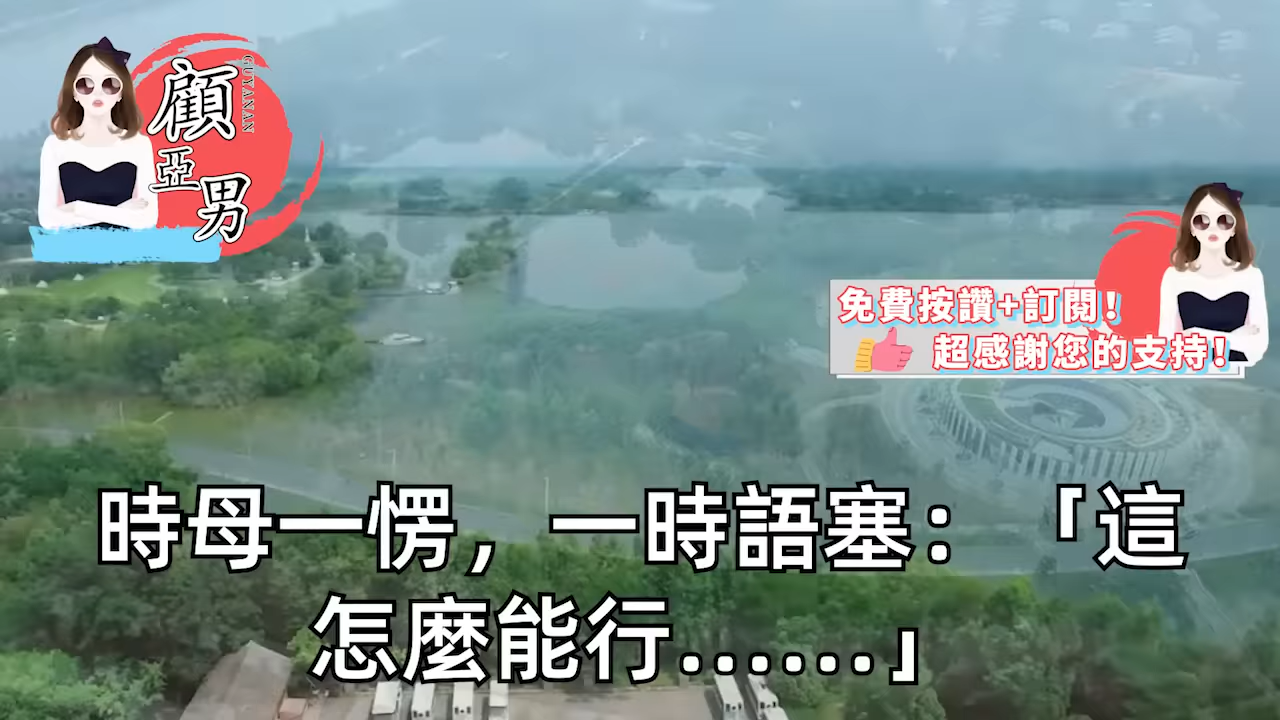 顧亞男
GUYANAN
免費按讚+訂閱！
超感謝您的支持！
時母一愣，一時語塞：「這
怎麼能行......」